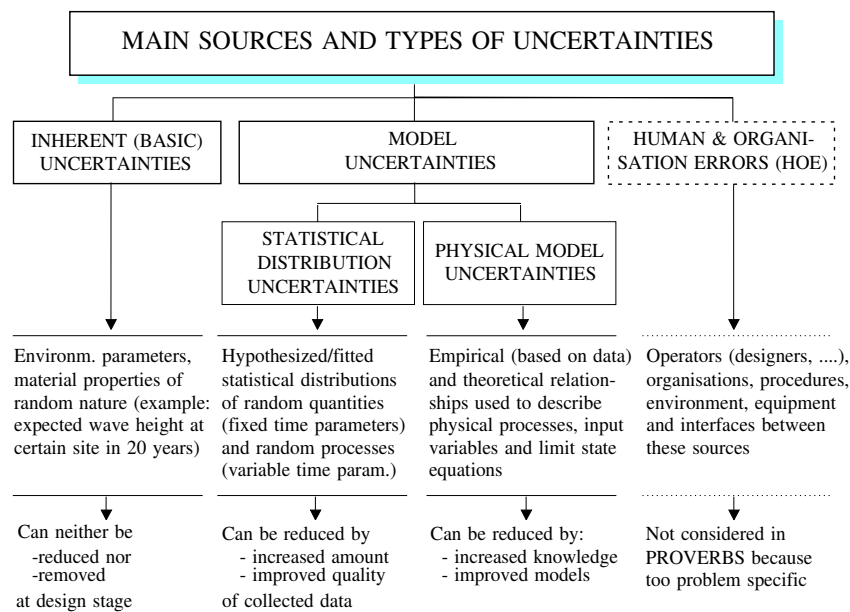 MAIN SOURCES AND TYPES OF UNCERTAINTIES
INHERENT (BASIC)
UNCERTAINTIES
MODEL
UNCERTAINTIES
HUMAN & ORGANI-
SATION ERRORS (HOE)
STATISTICAL
DISTRIBUTION
UNCERTAINTIES
PHYSICAL MODEL
UNCERTAINTIES
Environm. parameters,
material properties of
random nature (example:
expected wave height at
certain site in 20 years)
Hypothesized/fitted
statistical distributions
of random quantities
(fixed time parameters)
and random processes
(variable time param.)
Empirical (based on data)
and theoretical relation-
ships used to describe
physical processes, input
variables and limit state
equations
Operators (designers, ....),
organisations, procedures,
environment, equipment
and interfaces between
these sources
Can neither be
-reduced nor
-removed
at design stage
Can be reduced by
- increased amount
- improved quality
of collected data
Can be reduced by:
- increased knowledge
- improved models
Not considered in
PROVERBS because
too problem specific